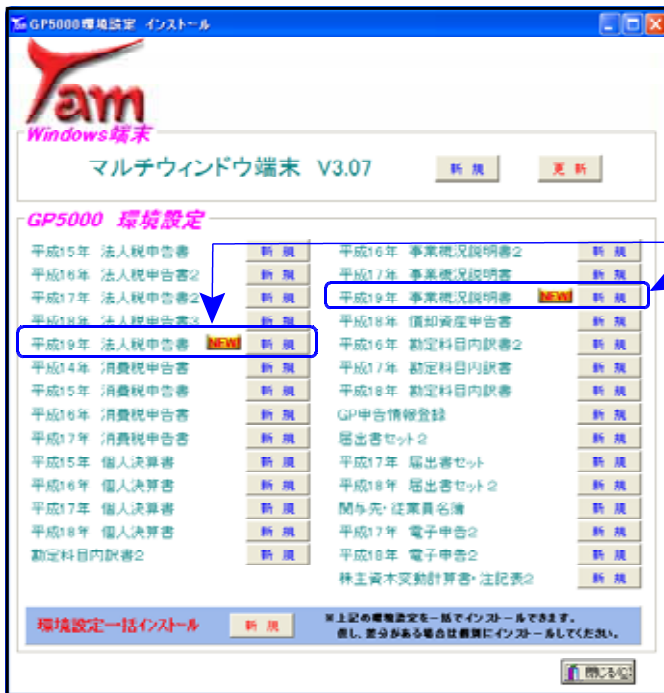 GP5000環境設定 インストール
Tam
Windows端末
マルチウィンドウ端末 V3.07 新規 更新
GP5000 環境設定
平成15年 法人税申告書 新規
平成16年 法人税申告書2 新規
平成17年 法人税申告書2 新規
平成18年 法人税申告書3 新規
平成19年 法人税申告書 NEW! 新規
平成14年 消費税申告書 新規
平成15年 消費税申告書 新規
平成16年 消費税申告書 新規
平成17年 消費税申告書 新規
平成15年 個人決算書 新規
平成16年 個人決算書 新規
平成17年 個人決算書 新規
平成18年 個人決算書 新規
勘定科目内訳書2 新規
平成16年 事業概況説明書2 新規
平成17年 事業概況説明書 新規
平成19年 事業概況説明書 NEW! 新規
平成18年 償却資産申告書 新規
平成16年 勘定科目内訳書2 新規
平成17年 勘定科目内訳書 新規
平成18年 勘定科目内訳書 新規
GP申告情報登録 新規
届出書セット2 新規
平成17年 届出書セット 新規
平成18年 届出書セット2 新規
関与先・従業員名簿 新規
平成17年 電子申告2 新規
平成18年 電子申告2 新規
株主資本変動計算書・注記表2 新規
環境設定一括インストール 新規
※上記の環境設定を一括でインストールできます。
但し、差分がある場合は個別にインストールしてください。
閉じる(C)